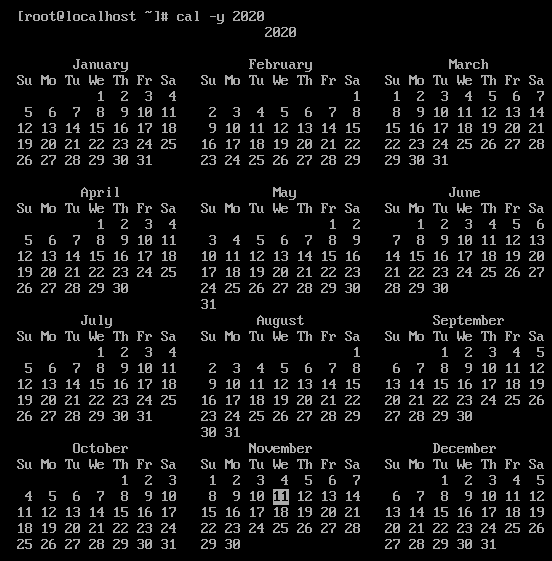 [root@localhost ~]# cal -y 2020
                               2020

       January               February                 March
Su Mo Tu We Th Fr Sa   Su Mo Tu We Th Fr Sa   Su Mo Tu We Th Fr Sa
          1  2  3  4                      1    1  2  3  4  5  6  7
 5  6  7  8  9 10 11    2  3  4  5  6  7  8    8  9 10 11 12 13 14
12 13 14 15 16 17 18    9 10 11 12 13 14 15   15 16 17 18 19 20 21
19 20 21 22 23 24 25   16 17 18 19 20 21 22   22 23 24 25 26 27 28
26 27 28 29 30 31      23 24 25 26 27 28 29   29 30 31

        April                   May                   June
Su Mo Tu We Th Fr Sa   Su Mo Tu We Th Fr Sa   Su Mo Tu We Th Fr Sa
          1  2  3  4                   1  2       1  2  3  4  5  6
 5  6  7  8  9 10 11    3  4  5  6  7  8  9    7  8  9 10 11 12 13
12 13 14 15 16 17 18   10 11 12 13 14 15 16   14 15 16 17 18 19 20
19 20 21 22 23 24 25   17 18 19 20 21 22 23   21 22 23 24 25 26 27
26 27 28 29 30         24 25 26 27 28 29 30   28 29 30
                       31
        July                  August                September
Su Mo Tu We Th Fr Sa   Su Mo Tu We Th Fr Sa   Su Mo Tu We Th Fr Sa
          1  2  3  4                      1          1  2  3  4  5
 5  6  7  8  9 10 11    2  3  4  5  6  7  8    6  7  8  9 10 11 12
12 13 14 15 16 17 18    9 10 11 12 13 14 15   13 14 15 16 17 18 19
19 20 21 22 23 24 25   16 17 18 19 20 21 22   20 21 22 23 24 25 26
26 27 28 29 30 31      23 24 25 26 27 28 29   27 28 29 30
                       30 31
       October               November               December
Su Mo Tu We Th Fr Sa   Su Mo Tu We Th Fr Sa   Su Mo Tu We Th Fr Sa
             1  2  3    1  2  3  4  5  6  7          1  2  3  4  5
 4  5  6  7  8  9 10    8  9 10 11 12 13 14    6  7  8  9 10 11 12
11 12 13 14 15 16 17   15 16 17 18 19 20 21   13 14 15 16 17 18 19
18 19 20 21 22 23 24   22 23 24 25 26 27 28   20 21 22 23 24 25 26
25 26 27 28 29 30 31   29 30                  27 28 29 30 31